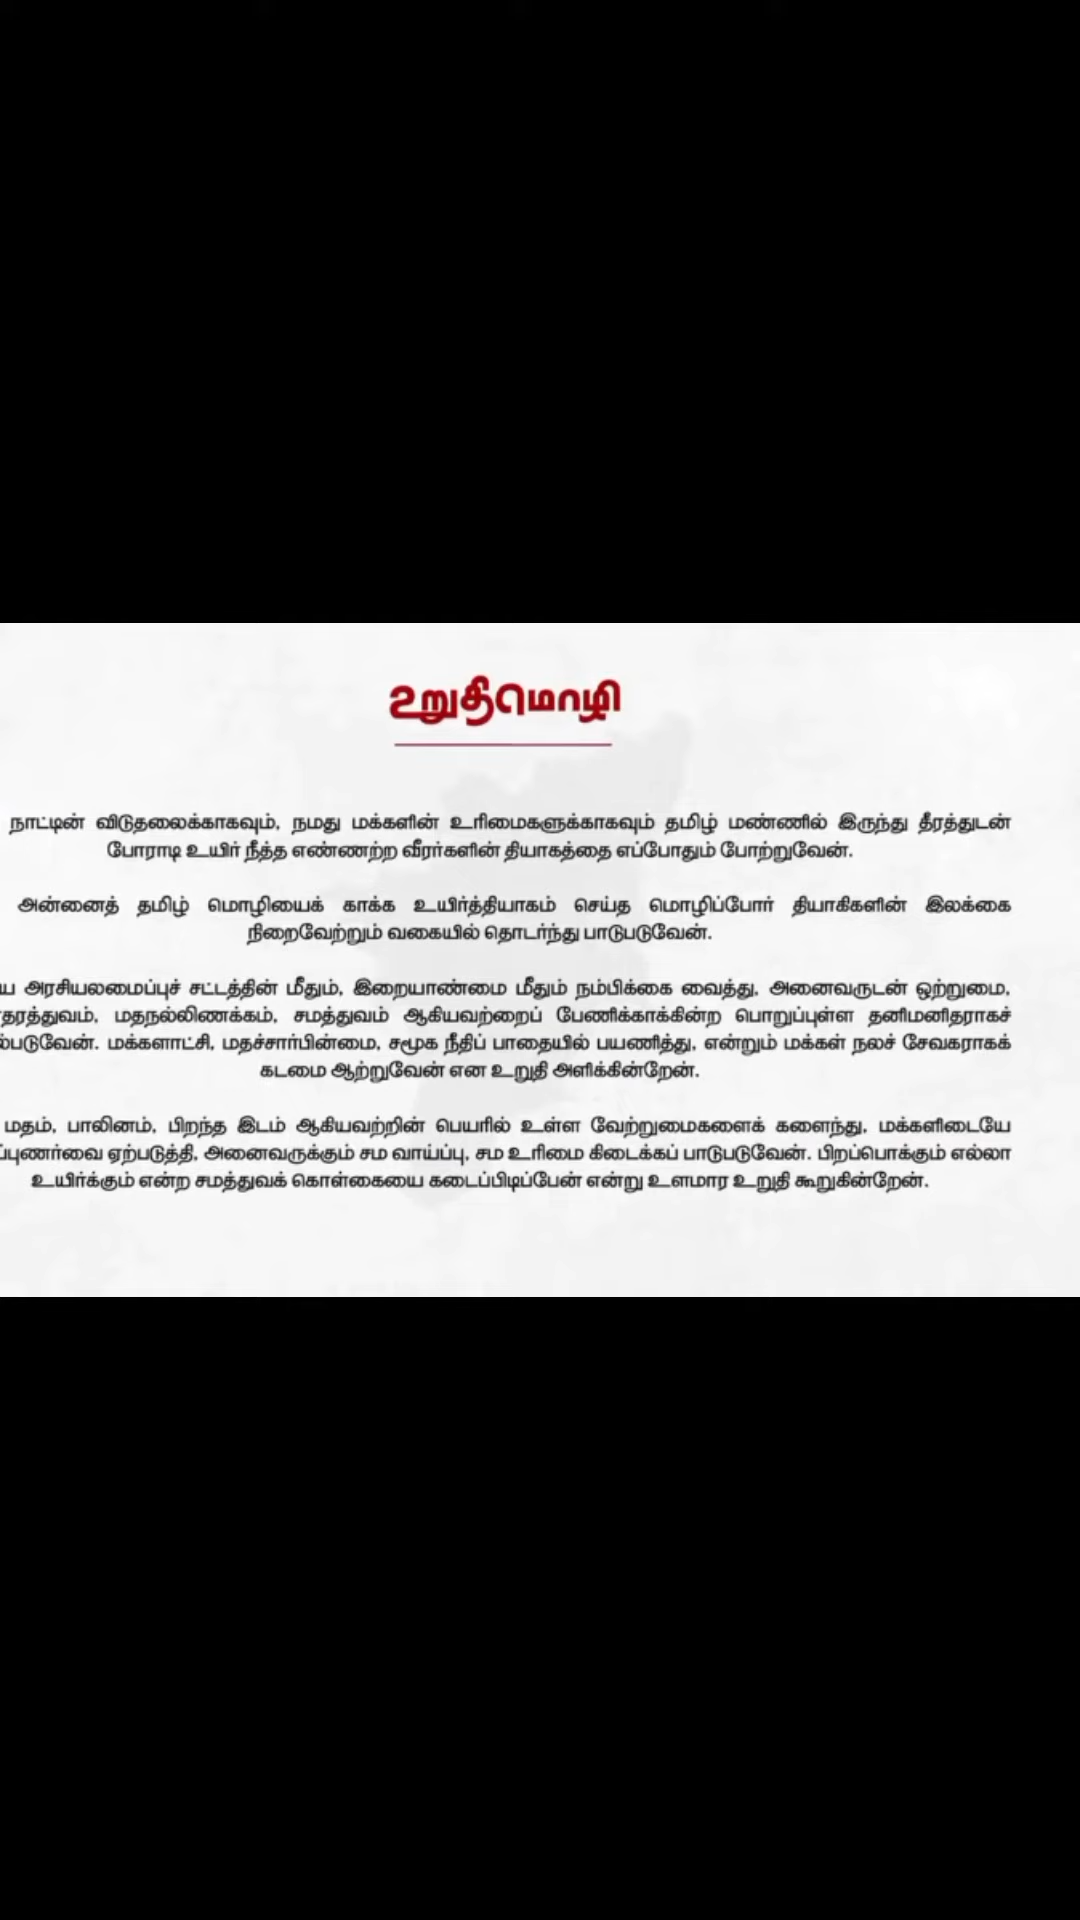 உறுதிமொழி
நாட்டின் விடுதலைக்காகவும், நமது மக்களின் உரிமைகளுக்காகவும் தமிழ் மண்ணில் இருந்து தீரத்துடன்
போராடி உயிர் நீத்த எண்ணற்ற வீரர்களின் தியாகத்தை எப்போதும் போற்றுவேன்.
அன்னைத் தமிழ் மொழியைக் காக்க உயிர்த்தியாகம் செய்த மொழிப்போர் தியாகிகளின் இலக்கை
நிறைவேற்றும் வகையில் தொடர்ந்து பாடுபடுவேன்.
அரசியலமைப்புச் சட்டத்தின் மீதும், இறையாண்மை மீதும் நம்பிக்கை வைத்து, அனைவருடன் ஒற்றுமை,
மதநல்லிணக்கம், சமத்துவம் ஆகியவற்றைப் பேணிக்காக்கின்ற பொறுப்புள்ள தனிமனிதராகச்
மக்களாட்சி, மதச்சார்பின்மை, சமூக நீதிப் பாதையில் பயணித்து, என்றும் மக்கள் நலச் சேவகராகக்
கடமை ஆற்றுவேன் என உறுதி அளிக்கின்றேன்.
மதம், பாலினம், பிறந்த இடம் ஆகியவற்றின் பெயரில் உள்ள வேற்றுமைகளைக் களைந்து, மக்களிடையே
ஏற்படுத்தி, அனைவருக்கும் சம வாய்ப்பு, சம உரிமை கிடைக்கப் பாடுபடுவேன். பிறப்பொக்கும் எல்லா
உயிர்க்கும் என்ற சமத்துவக் கொள்கையை கடைப்பிடிப்பேன் என்று உளமார உறுதி கூறுகின்றேன்.